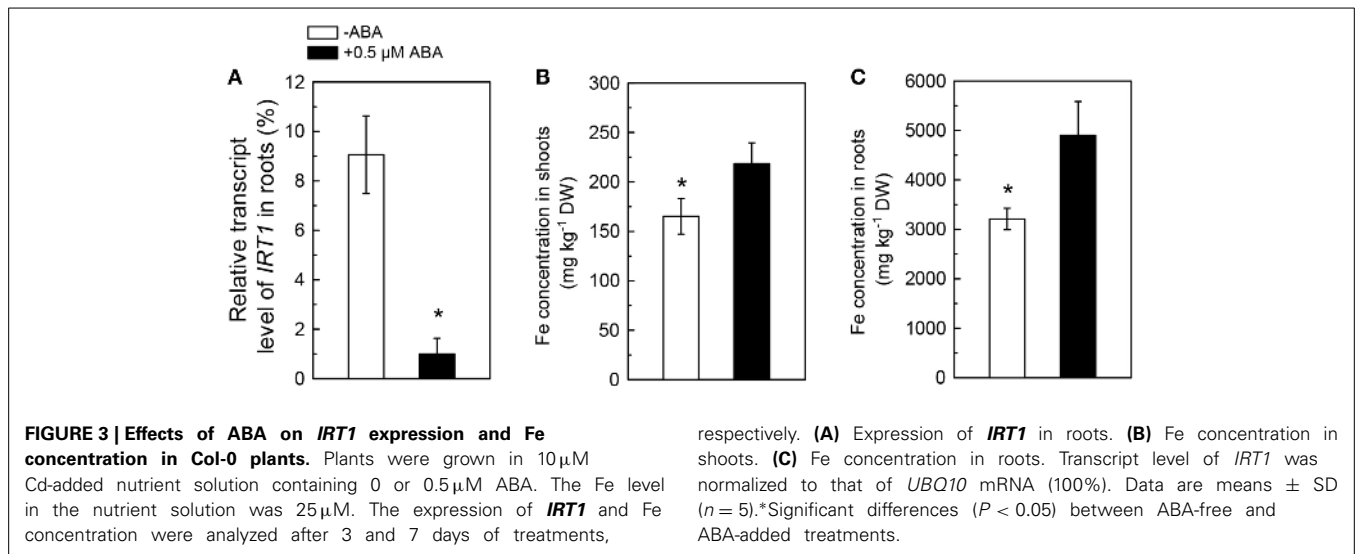 -ABA
+0.5 µM ABA
A
Relative transcript
level of IRT1 in roots (%)
12
10
8
6
4
2
0
*
B
Fe concentration in shoots
(mg kg-1 DW)
300
250
200
150
100
50
0
*
C
Fe concentration in roots
(mg kg-1 DW)
6000
5000
4000
3000
2000
1000
0
*
FIGURE 3 | Effects of ABA on IRT1 expression and Fe
concentration in Col-0 plants. Plants were grown in 10 µM
Cd-added nutrient solution containing 0 or 0.5 µM ABA. The Fe level
in the nutrient solution was 25 µM. The expression of IRT1 and Fe
concentration were analyzed after 3 and 7 days of treatments,
respectively. (A) Expression of IRT1 in roots. (B) Fe concentration in
shoots. (C) Fe concentration in roots. Transcript level of IRT1 was
normalized to that of UBQ10 mRNA (100%). Data are means ± SD
(n = 5).*Significant differences (P < 0.05) between ABA-free and
ABA-added treatments.